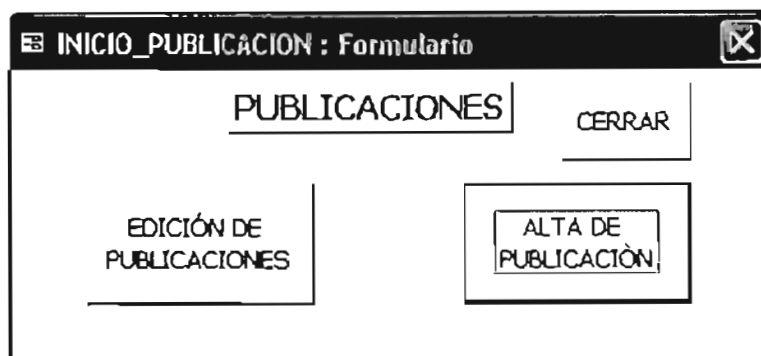 INICIO_PUBLICACION : Formulario
PUBLICACIONES
CERRAR
EDICIÓN DE
PUBLICACIONES
ALTA DE
PUBLICACIÒN